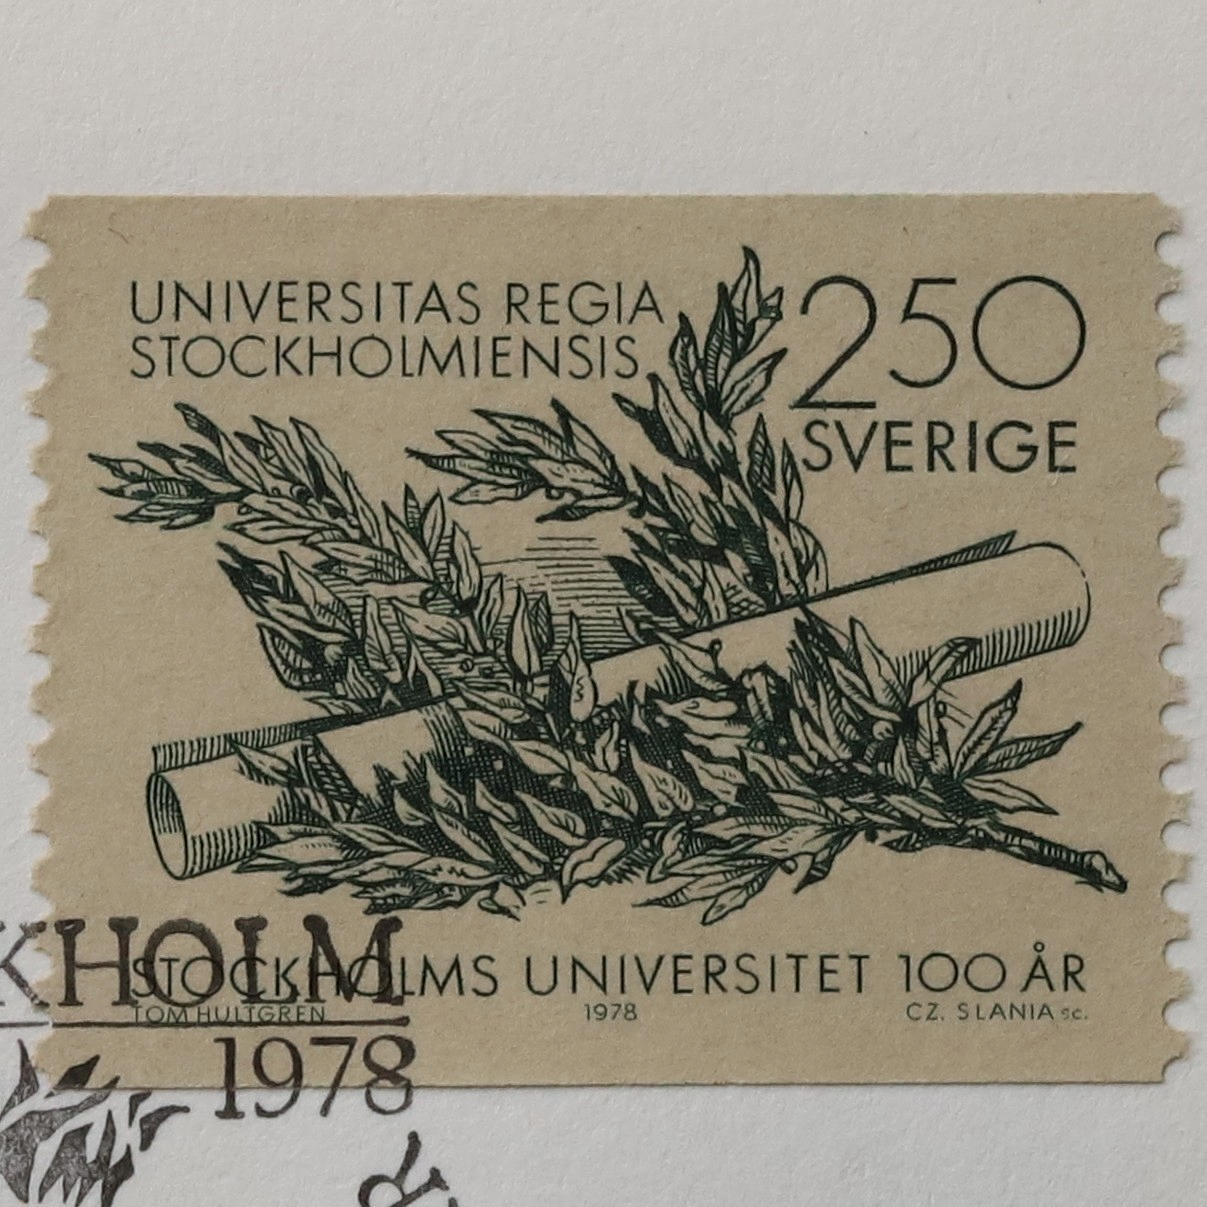 UNIVERSITAS REGIA
STOCKHOLMIENSIS
250
SVERIGE
STOCKHOLMS UNIVERSITET 100 ÅR
TOM HULTGREN 1978 CZ. SLANIA sc.
KHOLM
1978